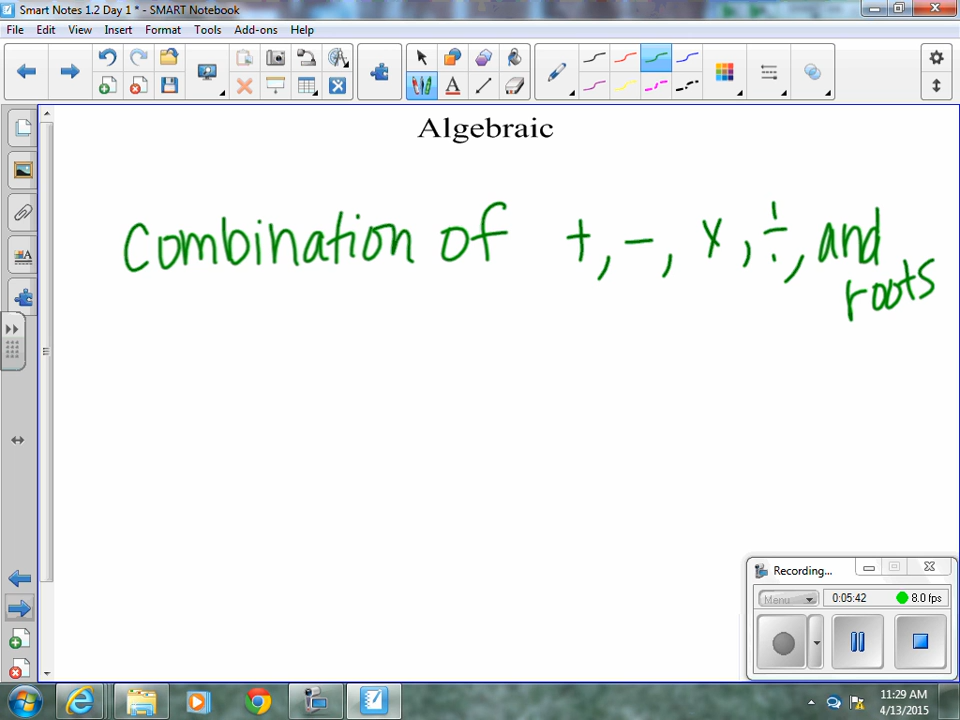 Smart Notes 1.2 Day 1 * - SMART Notebook
File Edit View Insert Format Tools Add-ons Help
Algebraic
Combination of +, -, x, ÷, and
roots
Recording...
Menu 0:05:42 8.0 fps
11:29 AM
4/13/2015